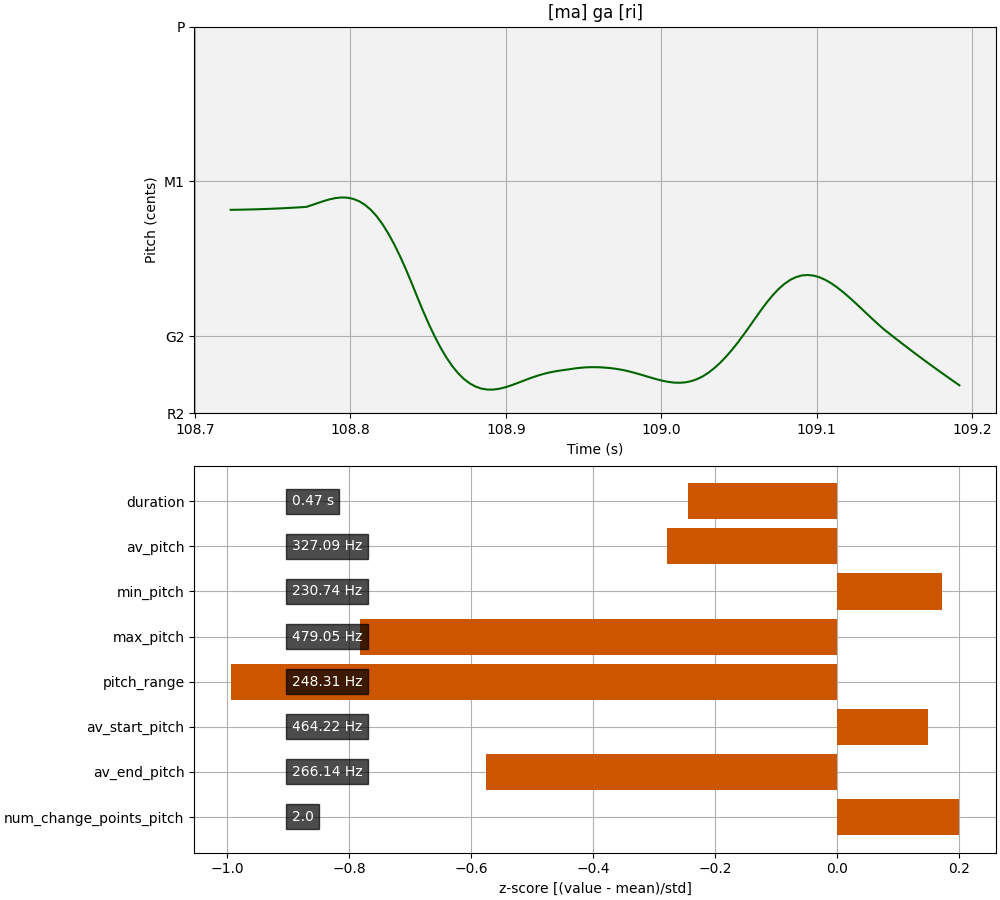 [ma] ga [ri]
P
M1
G2
R2
Pitch (cents)
108.7 108.8 108.9 109.0 109.1 109.2
Time (s)
duration 0.47 s
av_pitch 327.09 Hz
min_pitch 230.74 Hz
max_pitch 479.05 Hz
pitch_range 248.31 Hz
av_start_pitch 464.22 Hz
av_end_pitch 266.14 Hz
num_change_points_pitch 2.0
−1.0 −0.8 −0.6 −0.4 −0.2 0.0 0.2
z-score [(value - mean)/std]